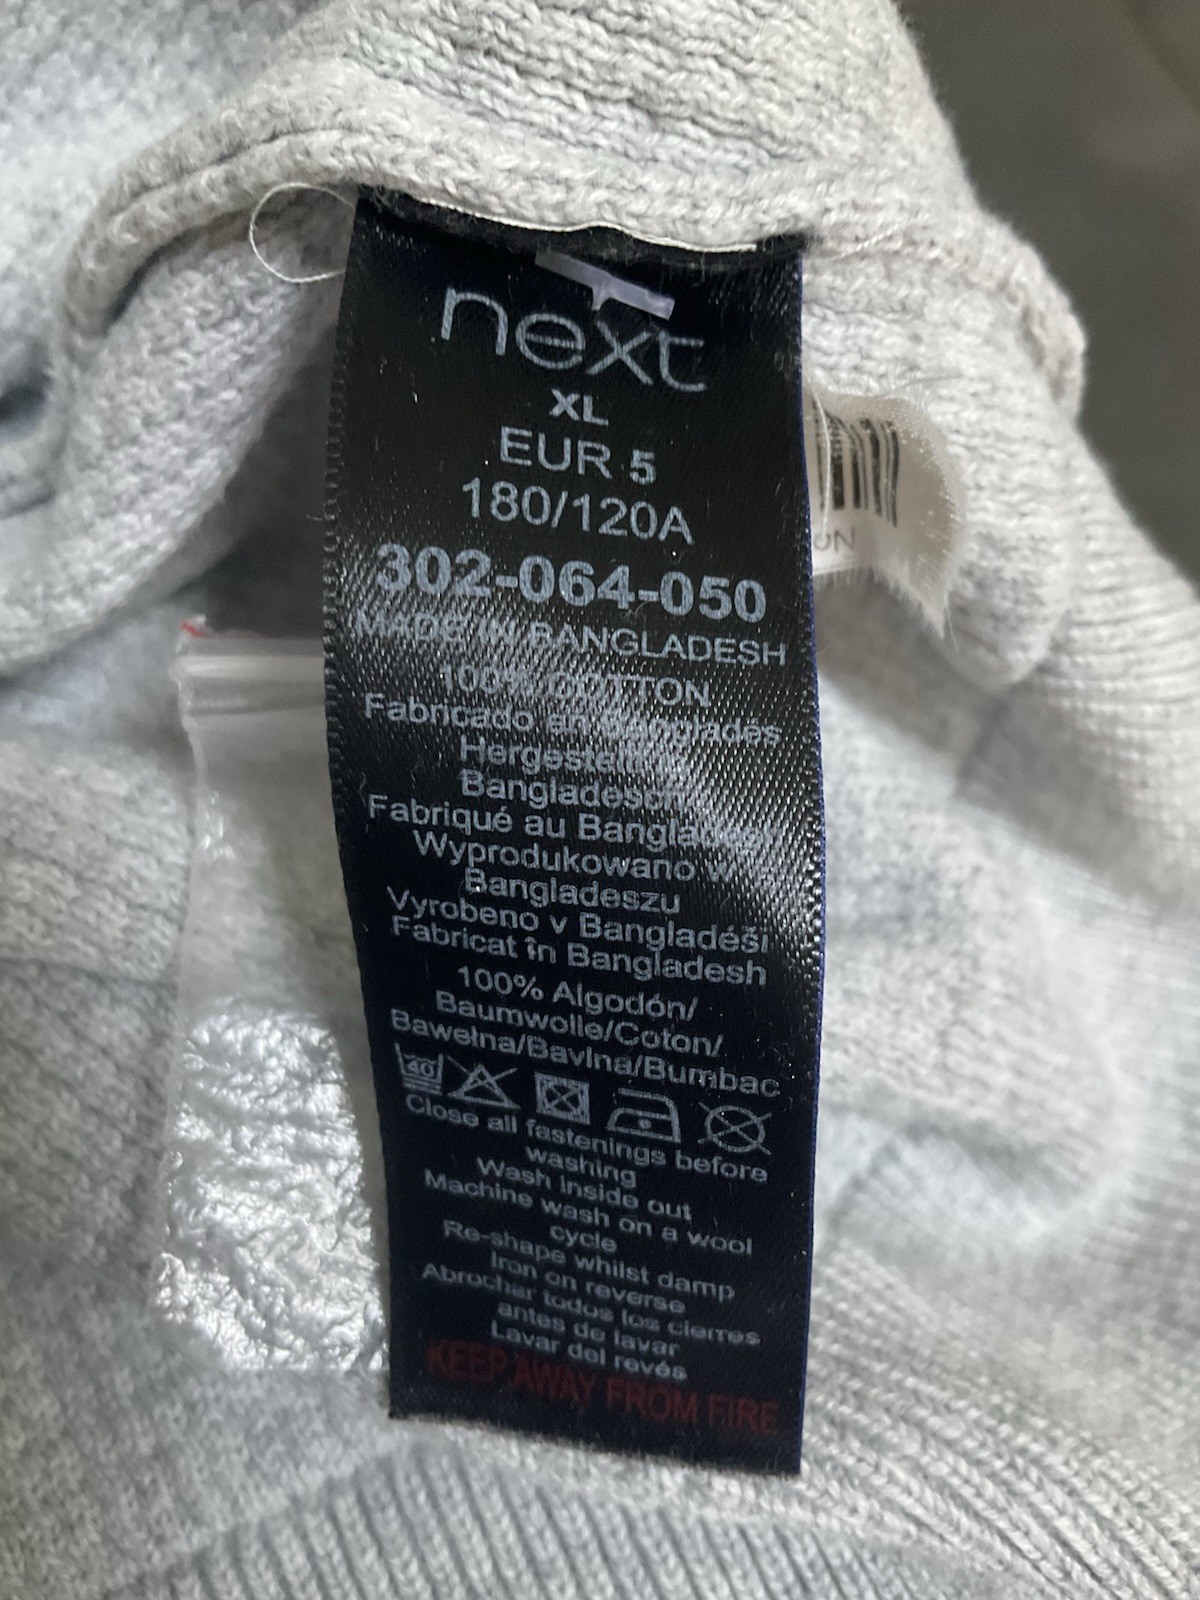 next
XL
EUR 5
180/120A
302-064-050
MADE IN BANGLADESH
100% COTTON
Fabricado en Bangladés
Hergestellt in
Bangladesch
Fabriqué au Bangladesh
Wyprodukowano w
Bangladeszu
Vyrobeno v Bangladéši
Fabricat în Bangladesh
100% Algodón/
Baumwolle/Coton/
Bawełna/Bavlna/Bumbac
40
Close all fastenings before
washing
Wash inside out
Machine wash on a wool
cycle
Re-shape whilst damp
Iron on reverse
Abrochar todos los cierres
antes de lavar
Lavar del revés
KEEP AWAY FROM FIRE